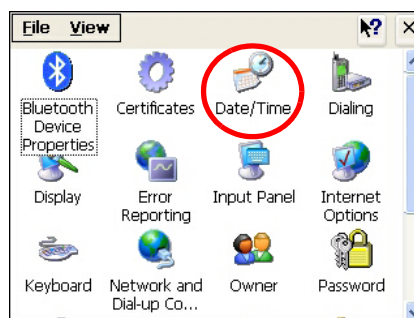 File View ?
Bluetooth Device Properties
Certificates
Date/Time
Dialing
Display
Error Reporting
Input Panel
Internet Options
Keyboard
Network and Dial-up Co...
Owner
Password